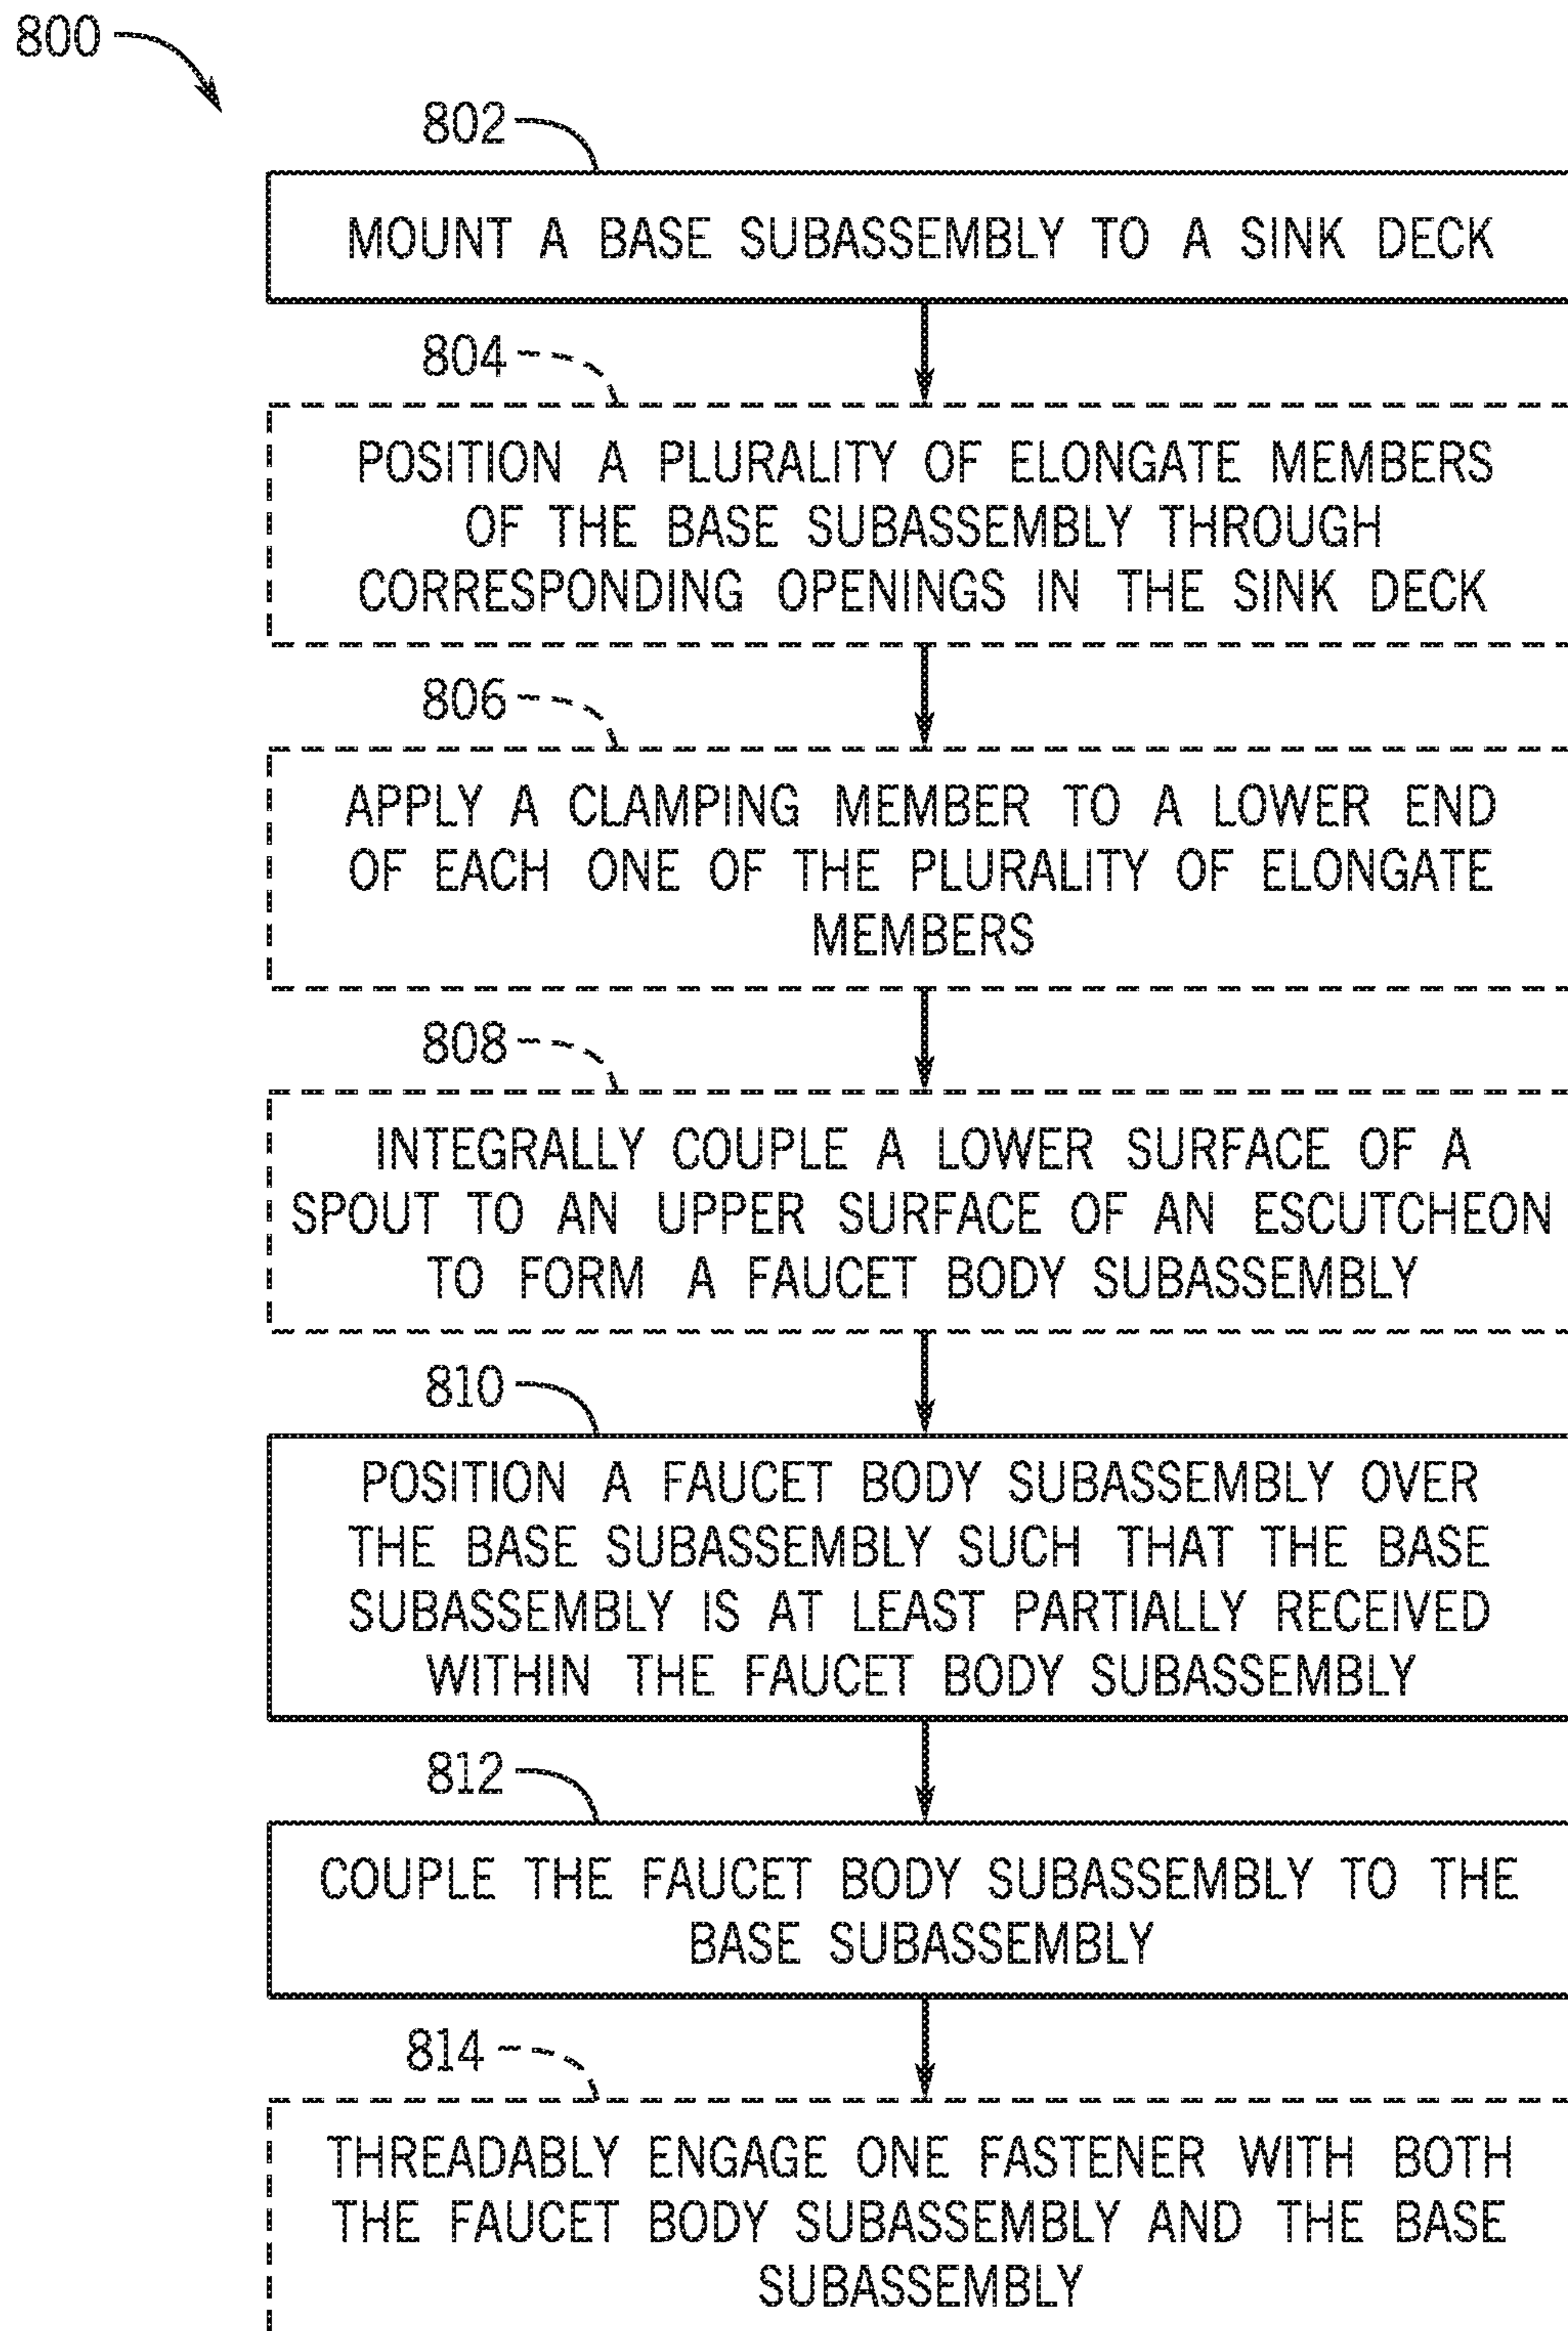 800
802
MOUNT A BASE SUBASSEMBLY TO A SINK DECK
804
POSITION A PLURALITY OF ELONGATE MEMBERS
OF THE BASE SUBASSEMBLY THROUGH
CORRESPONDING OPENINGS IN THE SINK DECK
806
APPLY A CLAMPING MEMBER TO A LOWER END
OF EACH ONE OF THE PLURALITY OF ELONGATE
MEMBERS
808
INTEGRALLY COUPLE A LOWER SURFACE OF A
SPOUT TO AN UPPER SURFACE OF AN ESCUTCHEON
TO FORM A FAUCET BODY SUBASSEMBLY
810
POSITION A FAUCET BODY SUBASSEMBLY OVER
THE BASE SUBASSEMBLY SUCH THAT THE BASE
SUBASSEMBLY IS AT LEAST PARTIALLY RECEIVED
WITHIN THE FAUCET BODY SUBASSEMBLY
812
COUPLE THE FAUCET BODY SUBASSEMBLY TO THE
BASE SUBASSEMBLY
814
THREADABLY ENGAGE ONE FASTENER WITH BOTH
THE FAUCET BODY SUBASSEMBLY AND THE BASE
SUBASSEMBLY